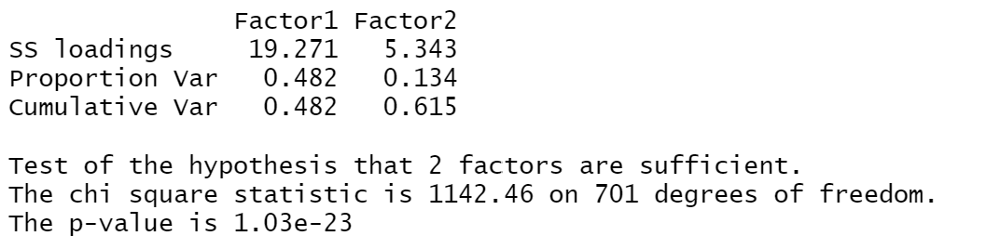 Factor1 Factor2
SS loadings 19.271 5.343
Proportion Var 0.482 0.134
Cumulative Var 0.482 0.615
Test of the hypothesis that 2 factors are sufficient.
The chi square statistic is 1142.46 on 701 degrees of freedom.
The p-value is 1.03e-23